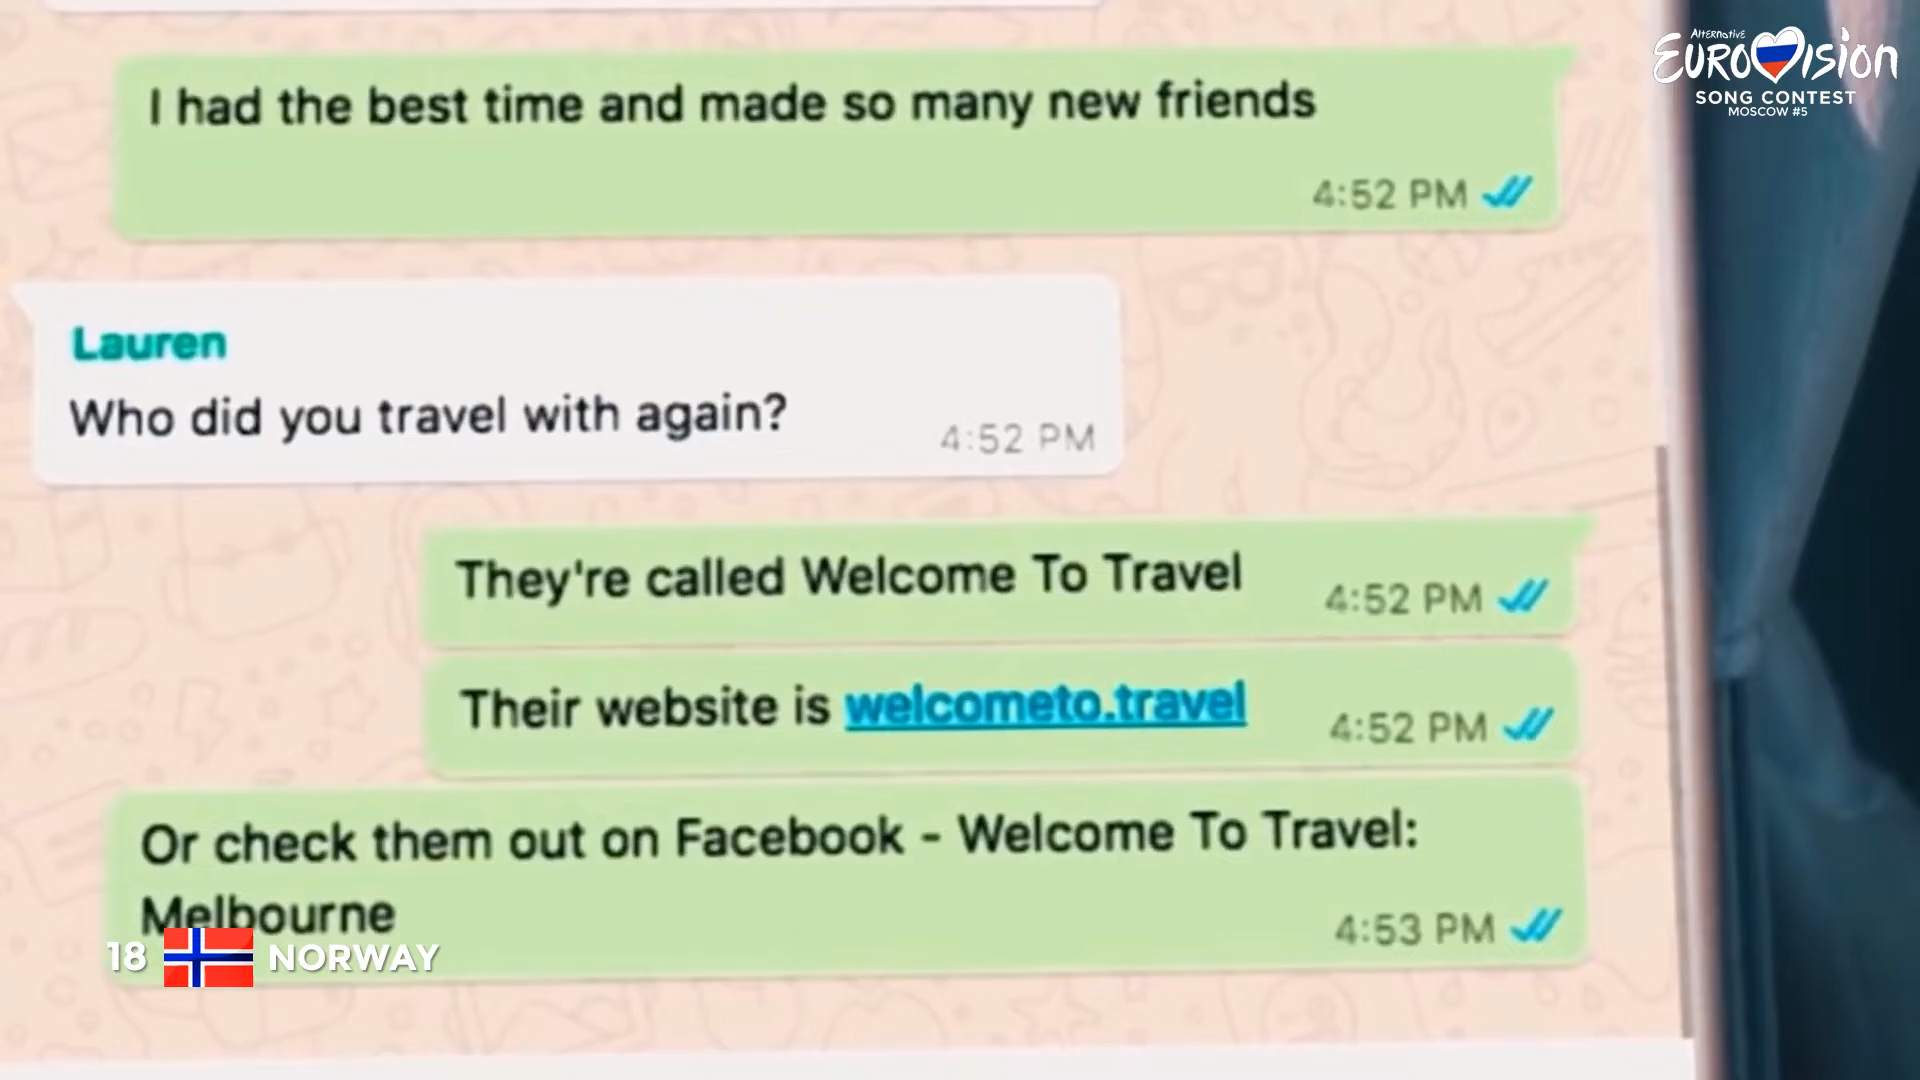 Alternative
EUROVISION
SONG CONTEST
MOSCOW #5
I had the best time and made so many new friends
4:52 PM
Lauren
Who did you travel with again?
4:52 PM
They're called Welcome To Travel
4:52 PM
Their website is welcometo.travel
4:52 PM
Or check them out on Facebook - Welcome To Travel:
Melbourne
4:53 PM
18 NORWAY